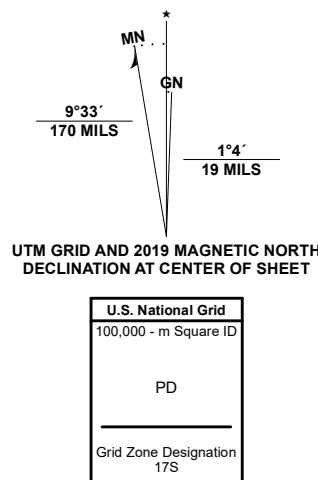 ★
MN
GN
9°33´
170 MILS
1°4´
19 MILS
UTM GRID AND 2019 MAGNETIC NORTH
DECLINATION AT CENTER OF SHEET
U.S. National Grid
100,000 - m Square ID
PD
Grid Zone Designation
17S